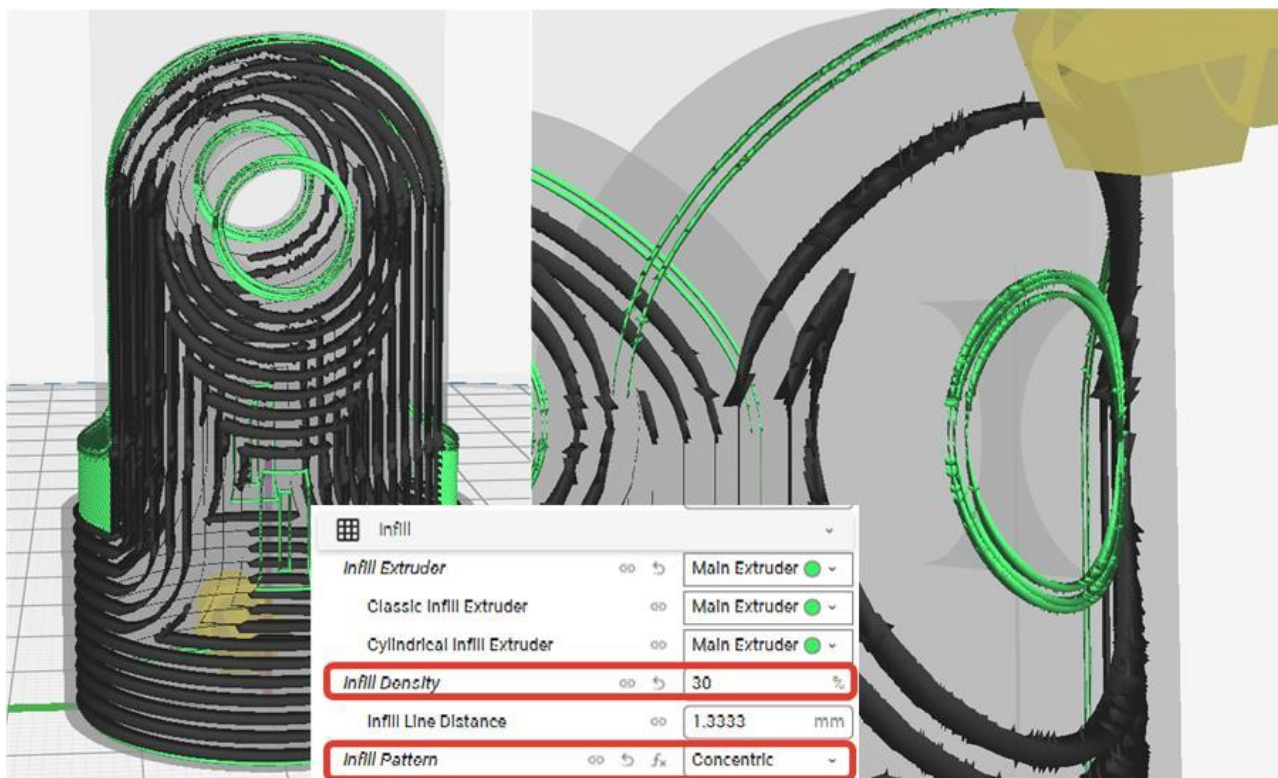 Infill
Infill Extruder Main Extruder
Classic Infill Extruder Main Extruder
Cylindrical Infill Extruder Main Extruder
Infill Density 30 %
Infill Line Distance 1.3333 mm
Infill Pattern fx Concentric